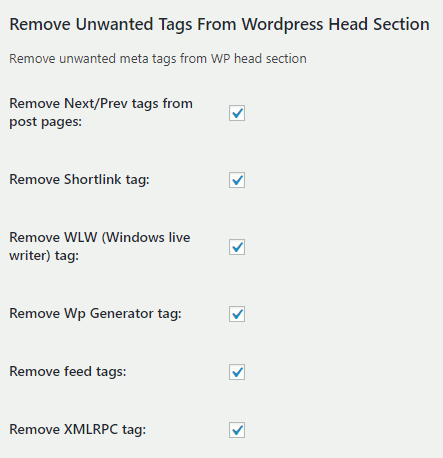 Remove Unwanted Tags From Wordpress Head Section
Remove unwanted meta tags from WP head section
Remove Next/Prev tags from
post pages:
Remove Shortlink tag:
Remove WLW (Windows live
writer) tag:
Remove Wp Generator tag:
Remove feed tags:
Remove XMLRPC tag: